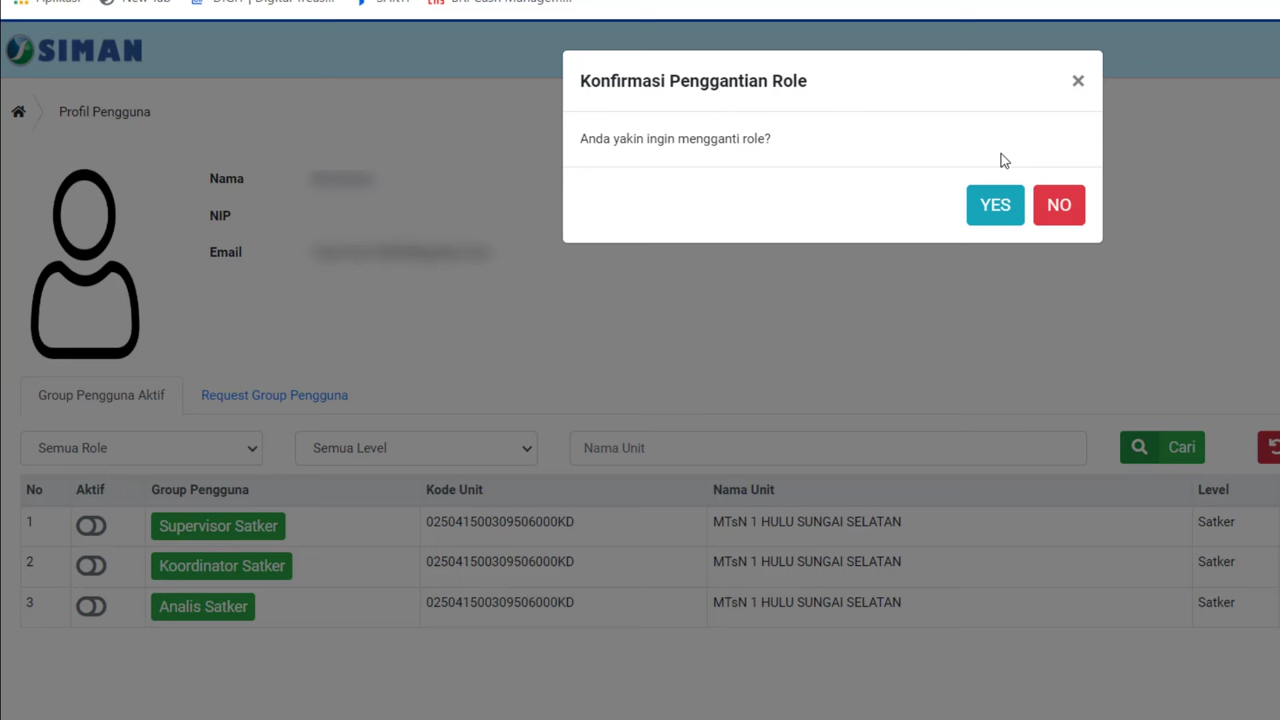 SIMAN
Konfirmasi Penggantian Role ×
Profil Pengguna
Anda yakin ingin mengganti role?
YES NO
Nama
NIP
Email
Group Pengguna Aktif Request Group Pengguna
Semua Role Semua Level Nama Unit Cari
No Aktif Group Pengguna Kode Unit Nama Unit Level
1 Supervisor Satker 025041500309506000KD MTsN 1 HULU SUNGAI SELATAN Satker
2 Koordinator Satker 025041500309506000KD MTsN 1 HULU SUNGAI SELATAN Satker
3 Analis Satker 025041500309506000KD MTsN 1 HULU SUNGAI SELATAN Satker